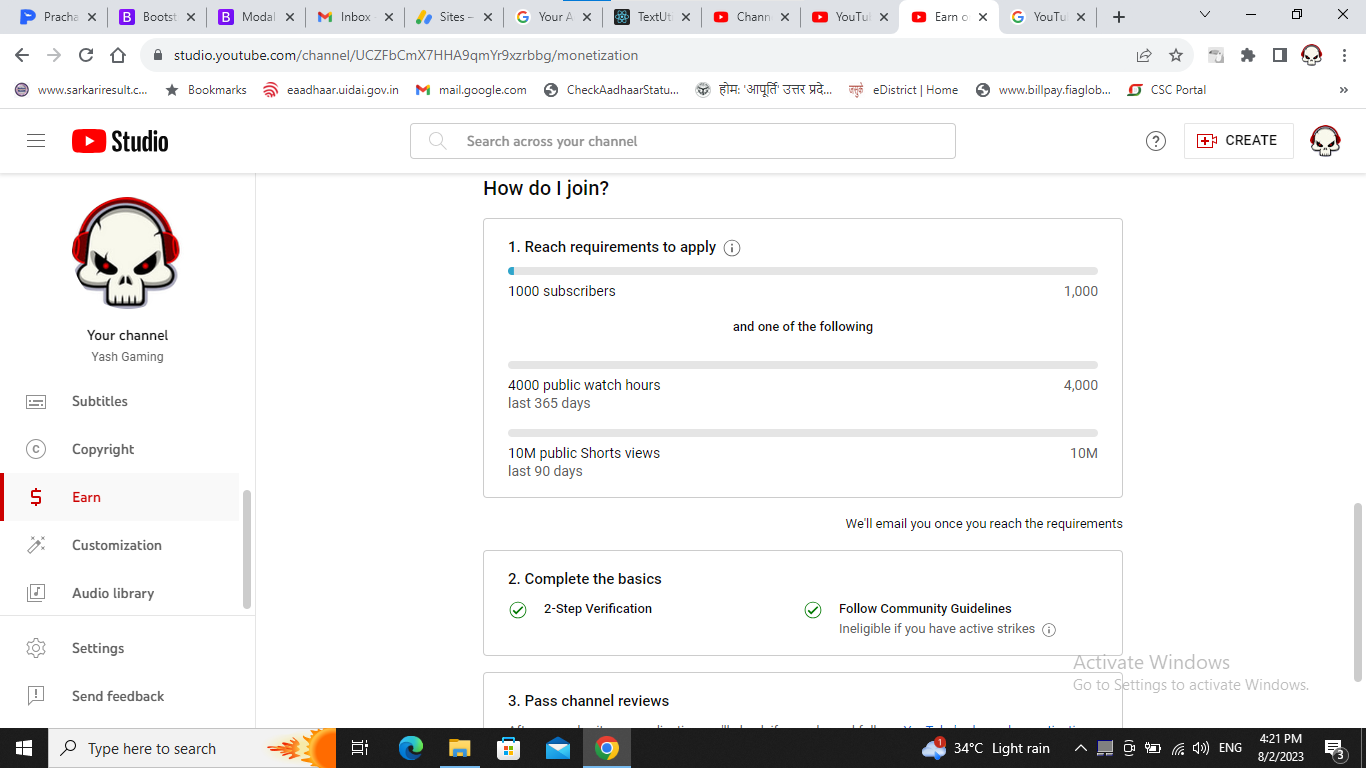 Pracha
Bootst
Modal
Inbox
Sites –
Your A
TextUti
Chann
YouTu
Earn o
YouTu
studio.youtube.com/channel/UCZFbCmX7HHA9qmYr9xzrbbg/monetization
www.sarkariresult.c...
Bookmarks
eaadhaar.uidai.gov.in
mail.google.com
CheckAadhaarStatu...
होम: 'आपूर्ति' उत्तर प्रदे...
eDistrict | Home
www.billpay.fiaglob...
CSC Portal
»
Studio
Search across your channel
CREATE
Your channel
Yash Gaming
Subtitles
Copyright
Earn
Customization
Audio library
Settings
Send feedback
How do I join?
1. Reach requirements to apply
1000 subscribers 1,000
and one of the following
4000 public watch hours 4,000
last 365 days
10M public Shorts views 10M
last 90 days
We'll email you once you reach the requirements
2. Complete the basics
2-Step Verification
Follow Community Guidelines
Ineligible if you have active strikes
3. Pass channel reviews
Activate Windows
Go to Settings to activate Windows.
Type here to search
1
34°C Light rain
ENG
4:21 PM
8/2/2023
3